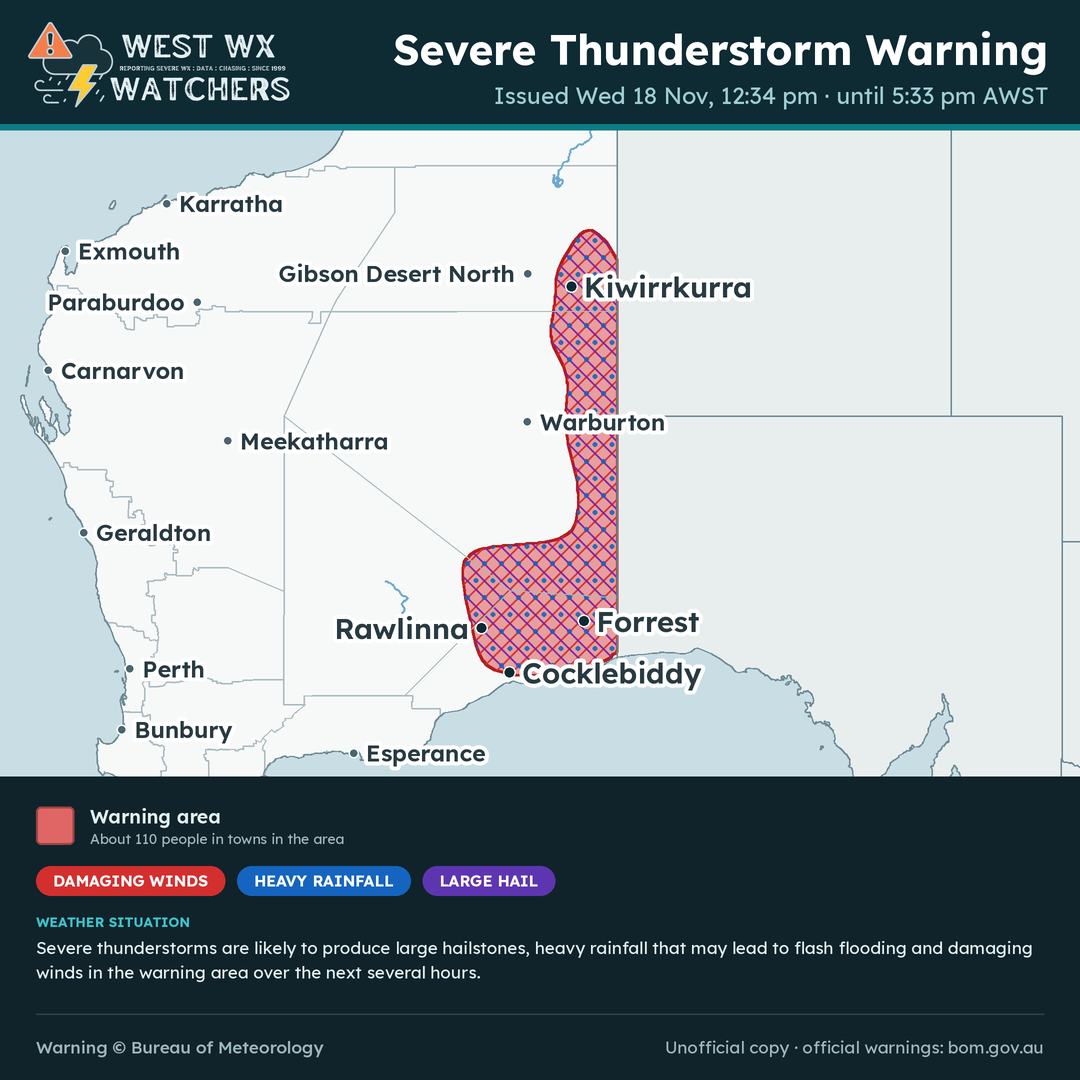 WEST WX
REPORTING SEVERE WX : DATA : CHASING : SINCE 1999
WATCHERS
Severe Thunderstorm Warning
Issued Wed 18 Nov, 12:34 pm · until 5:33 pm AWST
Karratha
Exmouth
Gibson Desert North
Kiwirrkurra
Paraburdoo
Carnarvon
Warburton
Meekatharra
Geraldton
Rawlinna
Forrest
Perth
Cocklebiddy
Bunbury
Esperance
Warning area
About 110 people in towns in the area
DAMAGING WINDS
HEAVY RAINFALL
LARGE HAIL
WEATHER SITUATION
Severe thunderstorms are likely to produce large hailstones, heavy rainfall that may lead to flash flooding and damaging
winds in the warning area over the next several hours.
Warning © Bureau of Meteorology
Unofficial copy · official warnings: bom.gov.au